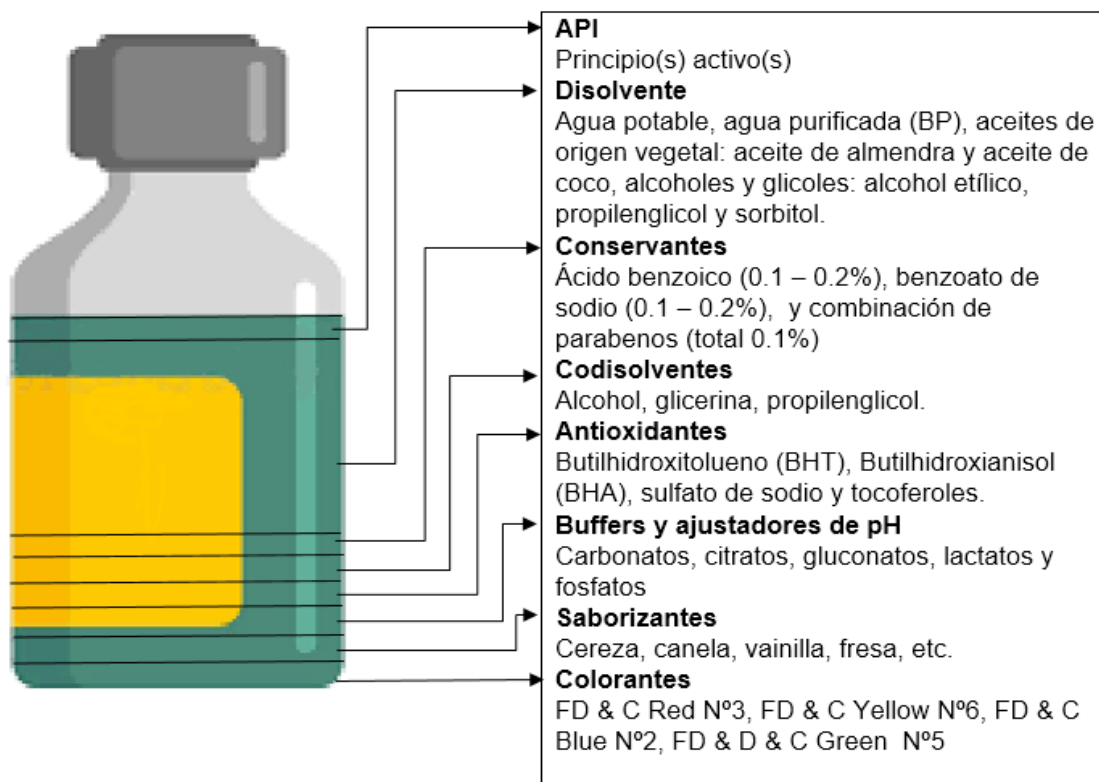 API
Principio(s) activo(s)
Disolvente
Agua potable, agua purificada (BP), aceites de
origen vegetal: aceite de almendra y aceite de
coco, alcoholes y glicoles: alcohol etílico,
propilenglicol y sorbitol.
Conservantes
Ácido benzoico (0.1 – 0.2%), benzoato de
sodio (0.1 – 0.2%),  y combinación de
parabenos (total 0.1%)
Codisolventes
Alcohol, glicerina, propilenglicol.
Antioxidantes
Butilhidroxitolueno (BHT), Butilhidroxianisol
(BHA), sulfato de sodio y tocoferoles.
Buffers y ajustadores de pH
Carbonatos, citratos, gluconatos, lactatos y
fosfatos
Saborizantes
Cereza, canela, vainilla, fresa, etc.
Colorantes
FD & C Red Nº3, FD & C Yellow Nº6, FD & C
Blue Nº2, FD & D & C Green  Nº5